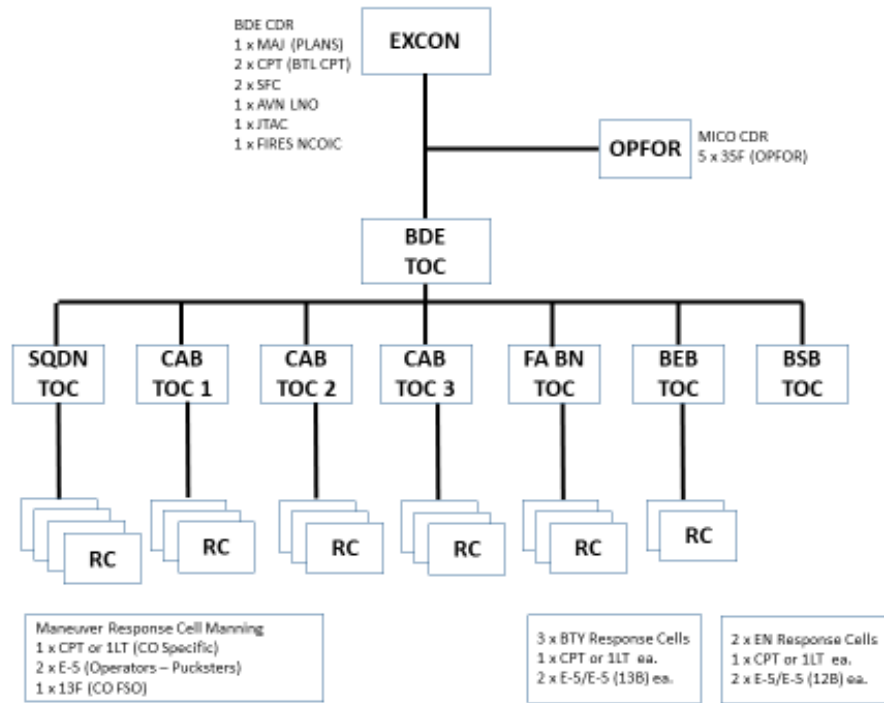 BDE CDR
1 x MAJ (PLANS)
2 x CPT (BTL CPT)
2 x SFC
1 x AVN LNO
1 x JTAC
1 x FIRES NCOIC
EXCON
OPFOR
MICO CDR
5 x 35F (OPFOR)
BDE
TOC
SQDN
TOC
CAB
TOC 1
CAB
TOC 2
CAB
TOC 3
FA BN
TOC
BEB
TOC
BSB
TOC
RC
RC
RC
RC
RC
RC
Maneuver Response Cell Manning
1 x CPT or 1LT (CO Specific)
2 x E-5 (Operators – Pucksters)
1 x 13F (CO FSO)
3 x BTY Response Cells
1 x CPT or 1LT ea.
2 x E-5/E-5 (13B) ea.
2 x EN Response Cells
1 x CPT or 1LT ea.
2 x E-5/E-5 (12B) ea.